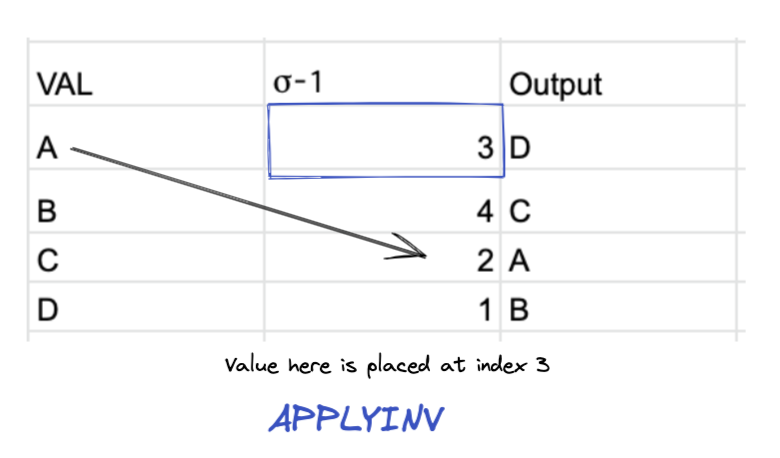 VAL σ-1 Output
A 3 D
B 4 C
C 2 A
D 1 B
Value here is placed at index 3
APPLYINV